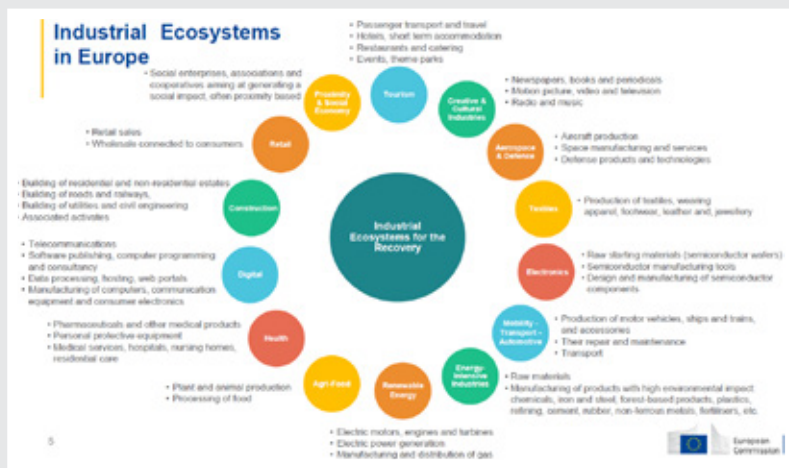 Industrial Ecosystems
in Europe
• Passenger transport and travel
• Hotels, short term accommodation
• Restaurants and catering
• Events, theme parks
• Social enterprises, associations and
cooperatives aiming at generating a
social impact, often proximity based
Proximity
& Social
Economy
Tourism
Creative &
Cultural
Industries
• Newspapers, books and periodicals
• Motion picture, video and television
• Radio and music
• Retail sales
• Wholesale connected to consumers
Retail
Aerospace
& Defence
• Aircraft production
• Space manufacturing and services
• Defense products and technologies
• Building of residential and non-residential estates
• Building of roads and railways,
• Building of utilities and civil engineering
• Associated activates
Construction
Textiles
• Production of textiles, wearing
apparel, footwear, leather and, jewellery
Industrial
Ecosystems for the
Recovery
• Telecommunications
• Software publishing, computer programming
and consultancy
• Data processing, hosting, web portals
• Manufacturing of computers, communication
equipment and consumer electronics
Digital
Electronics
• Raw starting materials (semiconductor wafers)
• Semiconductor manufacturing tools
• Design and manufacturing of semiconductor
components
• Pharmaceuticals and other medical products
• Personal protective equipment
• Medical services, hospitals, nursing homes,
residential care
Health
Mobility -
Transport -
Automotive
• Production of motor vehicles, ships and trains,
and accessories
• Their repair and maintenance
• Transport
• Plant and animal production
• Processing of food
Agri-Food
Renewable
Energy
Energy-
Intensive
Industries
• Raw materials
• Manufacturing of products with high environmental impact
chemicals, iron and steel, forest-based products, plastics,
refining, cement, rubber, non-ferrous metals, fertilisers, etc.
• Electric motors, engines and turbines
• Electric power generation
• Manufacturing and distribution of gas
5
European
Commission